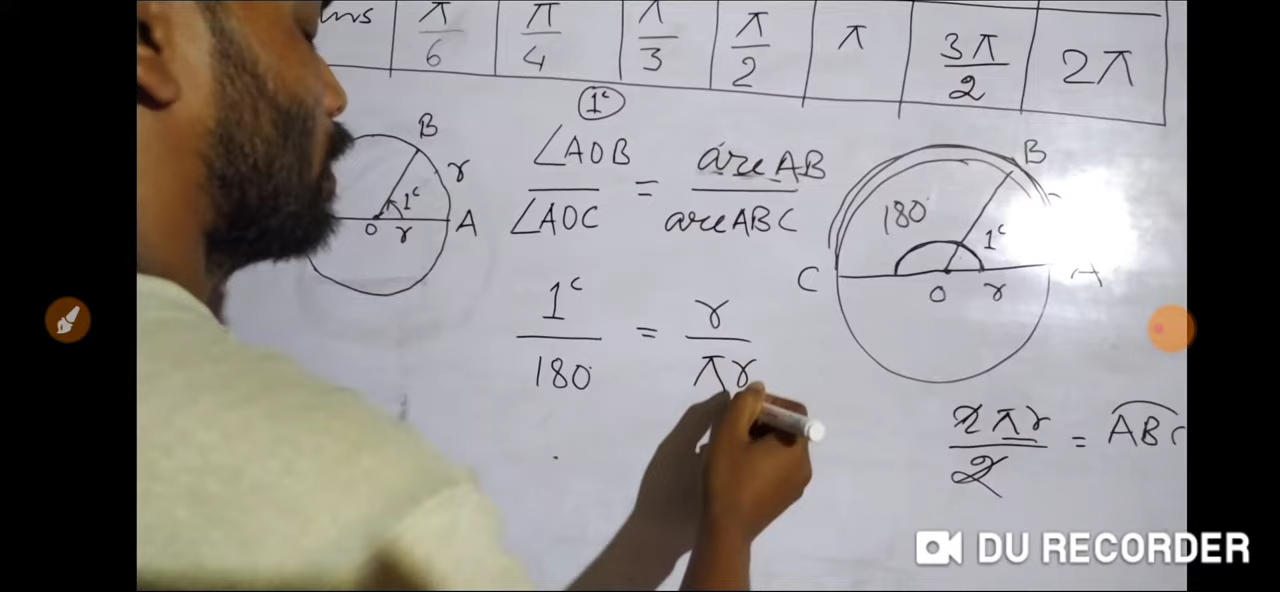 π/6 π/4 π/3 π/2 π 3π/2 2π
1ᶜ
∠AOB / ∠AOC = arc AB / arc ABC
1ᶜ / 180 = r / πr
B
r
1ᶜ
O r A
B
180
1ᶜ
C A
O r
2πr / 2 = ABC
DU RECORDER